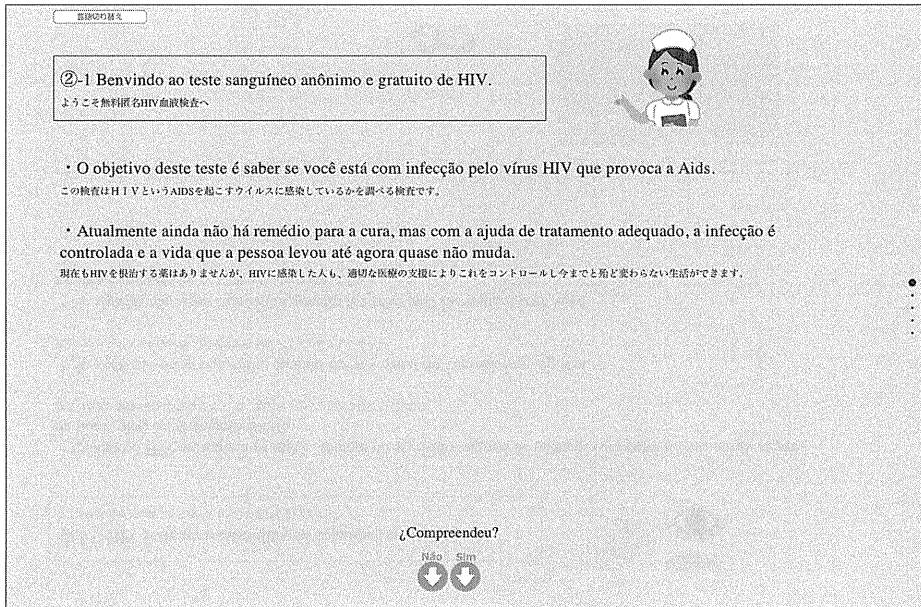 言語切り替え
②-1 Benvindo ao teste sanguíneo anônimo e gratuito de HIV.
ようこそ無料匿名HIV血液検査へ
・O objetivo deste teste é saber se você está com infecção pelo vírus HIV que provoca a Aids.
この検査はＨＩＶというAIDSを起こすウイルスに感染しているかを調べる検査です。
・Atualmente ainda não há remédio para a cura, mas com a ajuda de tratamento adequado, a infecção é
controlada e a vida que a pessoa levou até agora quase não muda.
現在もHIVを根治する薬はありませんが、HIVに感染した人も、適切な医療の支援によりこれをコントロールし今までと殆ど変わらない生活ができます。
¿Compreendeu?
Não Sim